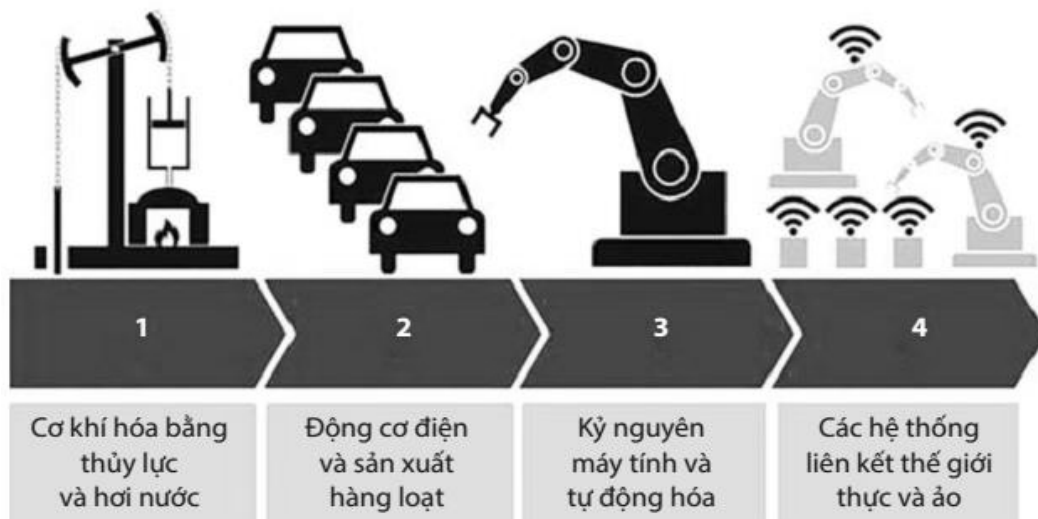 1
2
3
4
Cơ khí hóa bằng
thủy lực
và hơi nước
Động cơ điện
và sản xuất
hàng loạt
Kỷ nguyên
máy tính và
tự động hóa
Các hệ thống
liên kết thế giới
thực và ảo